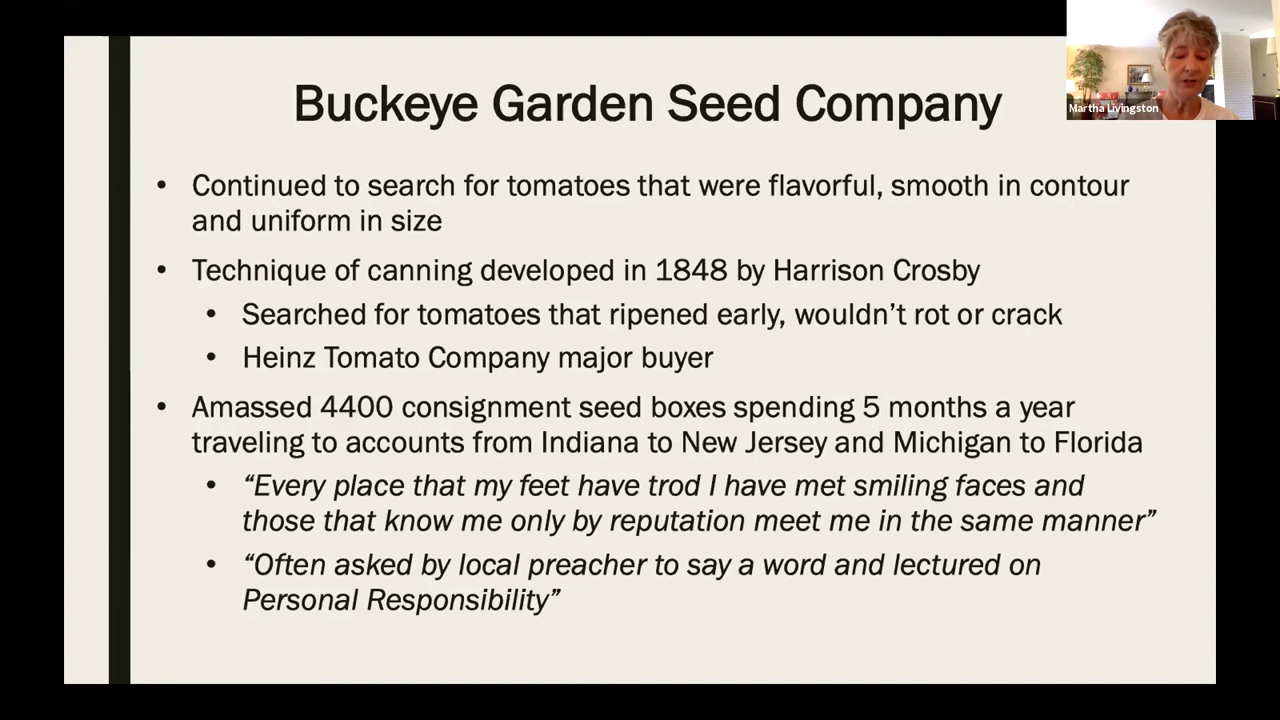 Buckeye Garden Seed Company
Martha Livingston
• Continued to search for tomatoes that were flavorful, smooth in contour
and uniform in size
• Technique of canning developed in 1848 by Harrison Crosby
• Searched for tomatoes that ripened early, wouldn’t rot or crack
• Heinz Tomato Company major buyer
• Amassed 4400 consignment seed boxes spending 5 months a year
traveling to accounts from Indiana to New Jersey and Michigan to Florida
• “Every place that my feet have trod I have met smiling faces and
those that know me only by reputation meet me in the same manner”
• “Often asked by local preacher to say a word and lectured on
Personal Responsibility”